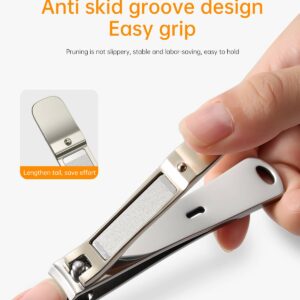 Anti skid groove design
Easy grip
Pruning is not slippery, stable and labor-saving, easy to hold
Lengthen tail, save effort